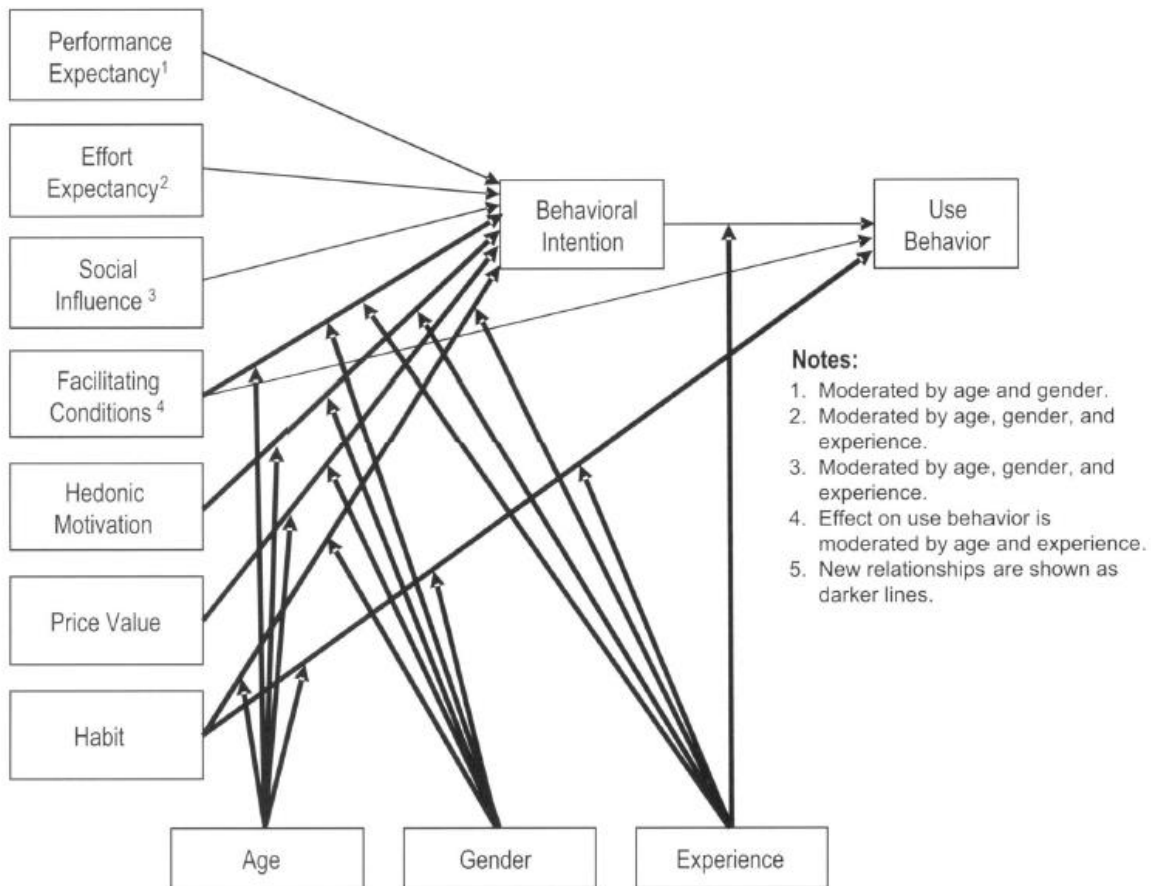 Performance
Expectancy¹
Effort
Expectancy²
Behavioral
Intention
Use
Behavior
Social
Influence ³
Facilitating
Conditions ⁴
Notes:
1. Moderated by age and gender.
2. Moderated by age, gender, and
experience.
3. Moderated by age, gender, and
experience.
4. Effect on use behavior is
moderated by age and experience.
5. New relationships are shown as
darker lines.
Hedonic
Motivation
Price Value
Habit
Age
Gender
Experience